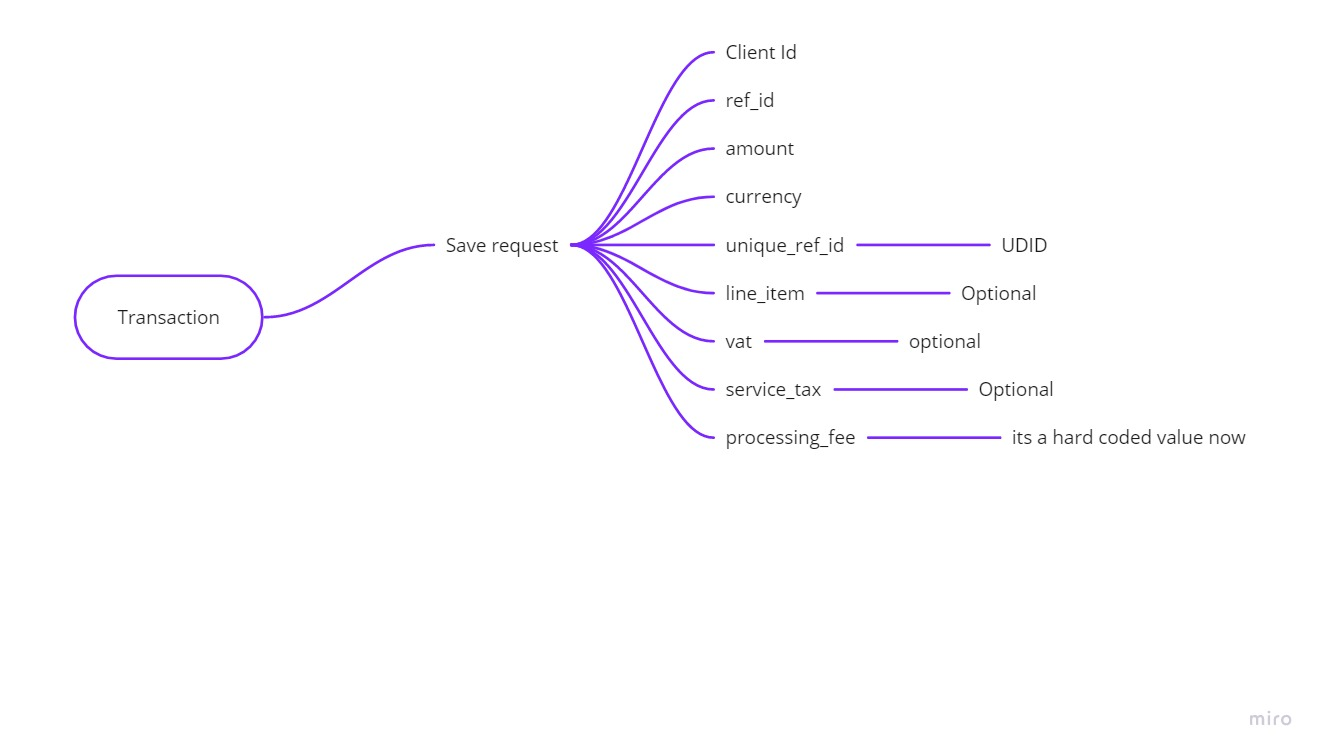 Transaction
Save request
Client Id
ref_id
amount
currency
unique_ref_id
UDID
line_item
Optional
vat
optional
service_tax
Optional
processing_fee
its a hard coded value now
miro